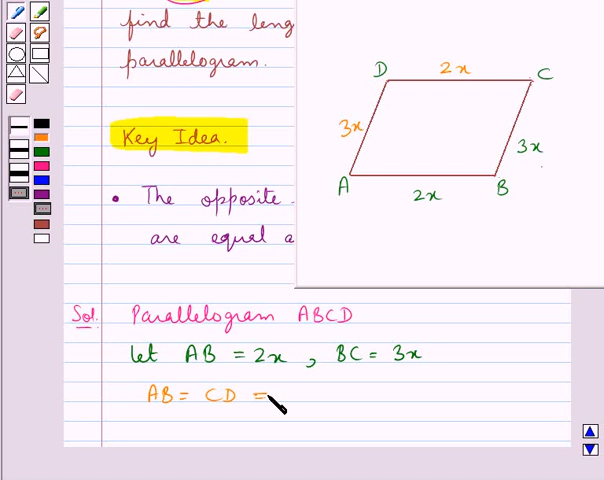 find the leng
parallelogram.
Key Idea.
• The opposite
are equal a
D 2x C
3x 3x
A 2x B
Sol. Parallelogram ABCD
let AB = 2x , BC = 3x
AB = CD =